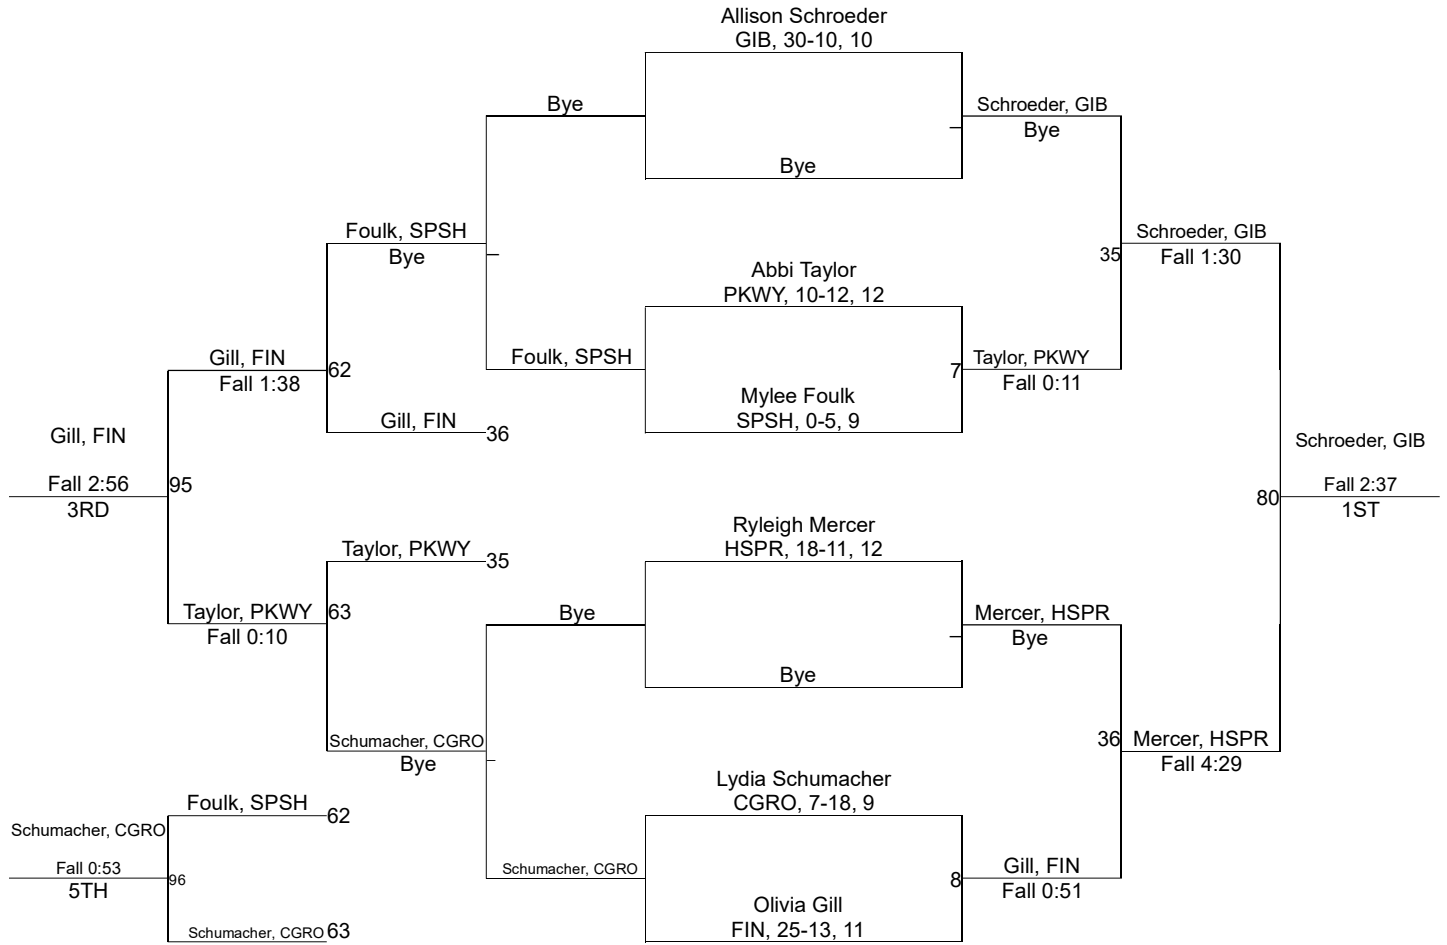 Allison Schroeder
GIB, 30-10, 10
Bye
Schroeder, GIB
Bye
Bye
Foulk, SPSH
Bye
Schroeder, GIB
35
Fall 1:30
Abbi Taylor
PKWY, 10-12, 12
Gill, FIN
Fall 1:38
62
Foulk, SPSH
7
Taylor, PKWY
Fall 0:11
Mylee Foulk
SPSH, 0-5, 9
Gill, FIN
36
Gill, FIN
Fall 2:56
3RD
95
Schroeder, GIB
Fall 2:37
1ST
80
Ryleigh Mercer
HSPR, 18-11, 12
Taylor, PKWY
35
Taylor, PKWY
Fall 0:10
63
Bye
Mercer, HSPR
Bye
Bye
Schumacher, CGRO
Bye
36
Mercer, HSPR
Fall 4:29
Lydia Schumacher
CGRO, 7-18, 9
Foulk, SPSH
62
Schumacher, CGRO
Fall 0:53
5TH
96
Schumacher, CGRO
8
Gill, FIN
Fall 0:51
Olivia Gill
FIN, 25-13, 11
Schumacher, CGRO
63